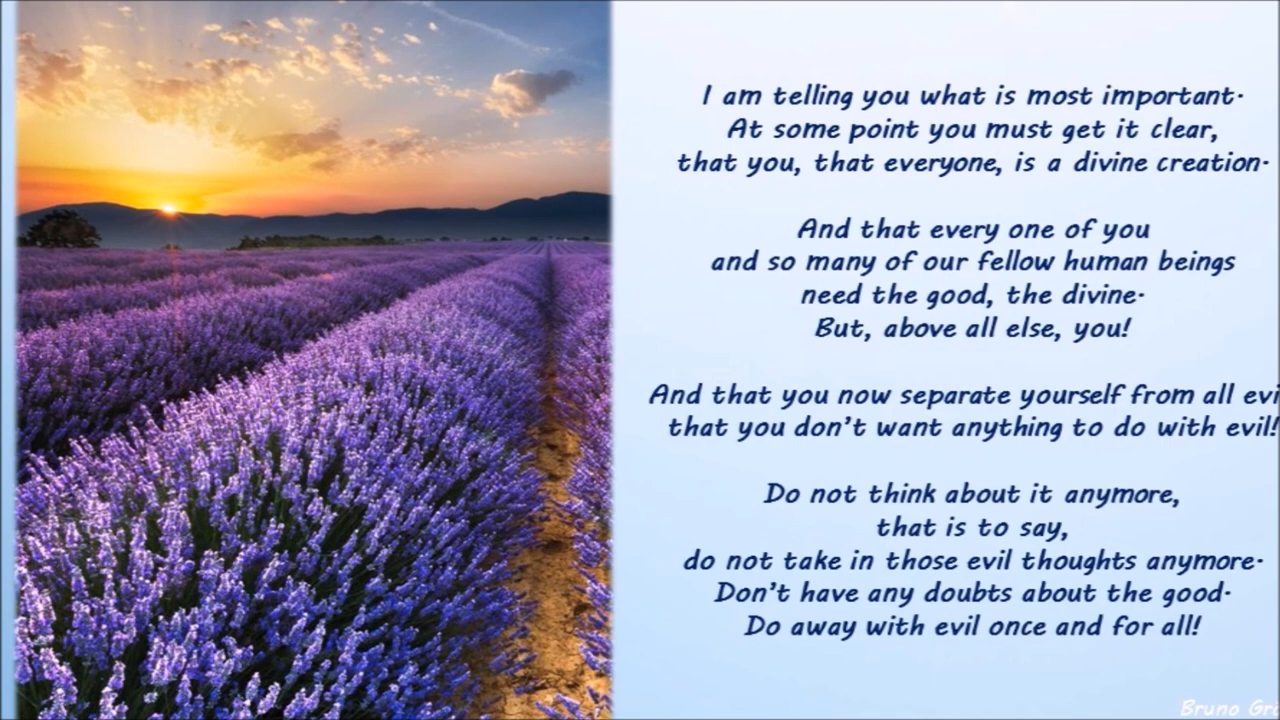 I am telling you what is most important.
At some point you must get it clear,
that you, that everyone, is a divine creation.
And that every one of you
and so many of our fellow human beings
need the good, the divine.
But, above all else, you!
And that you now separate yourself from all
that you don't want anything to do with evil!
Do not think about it anymore,
that is to say,
do not take in those evil thoughts anymore.
Don't have any doubts about the good.
Do away with evil once and for all!
Bruno